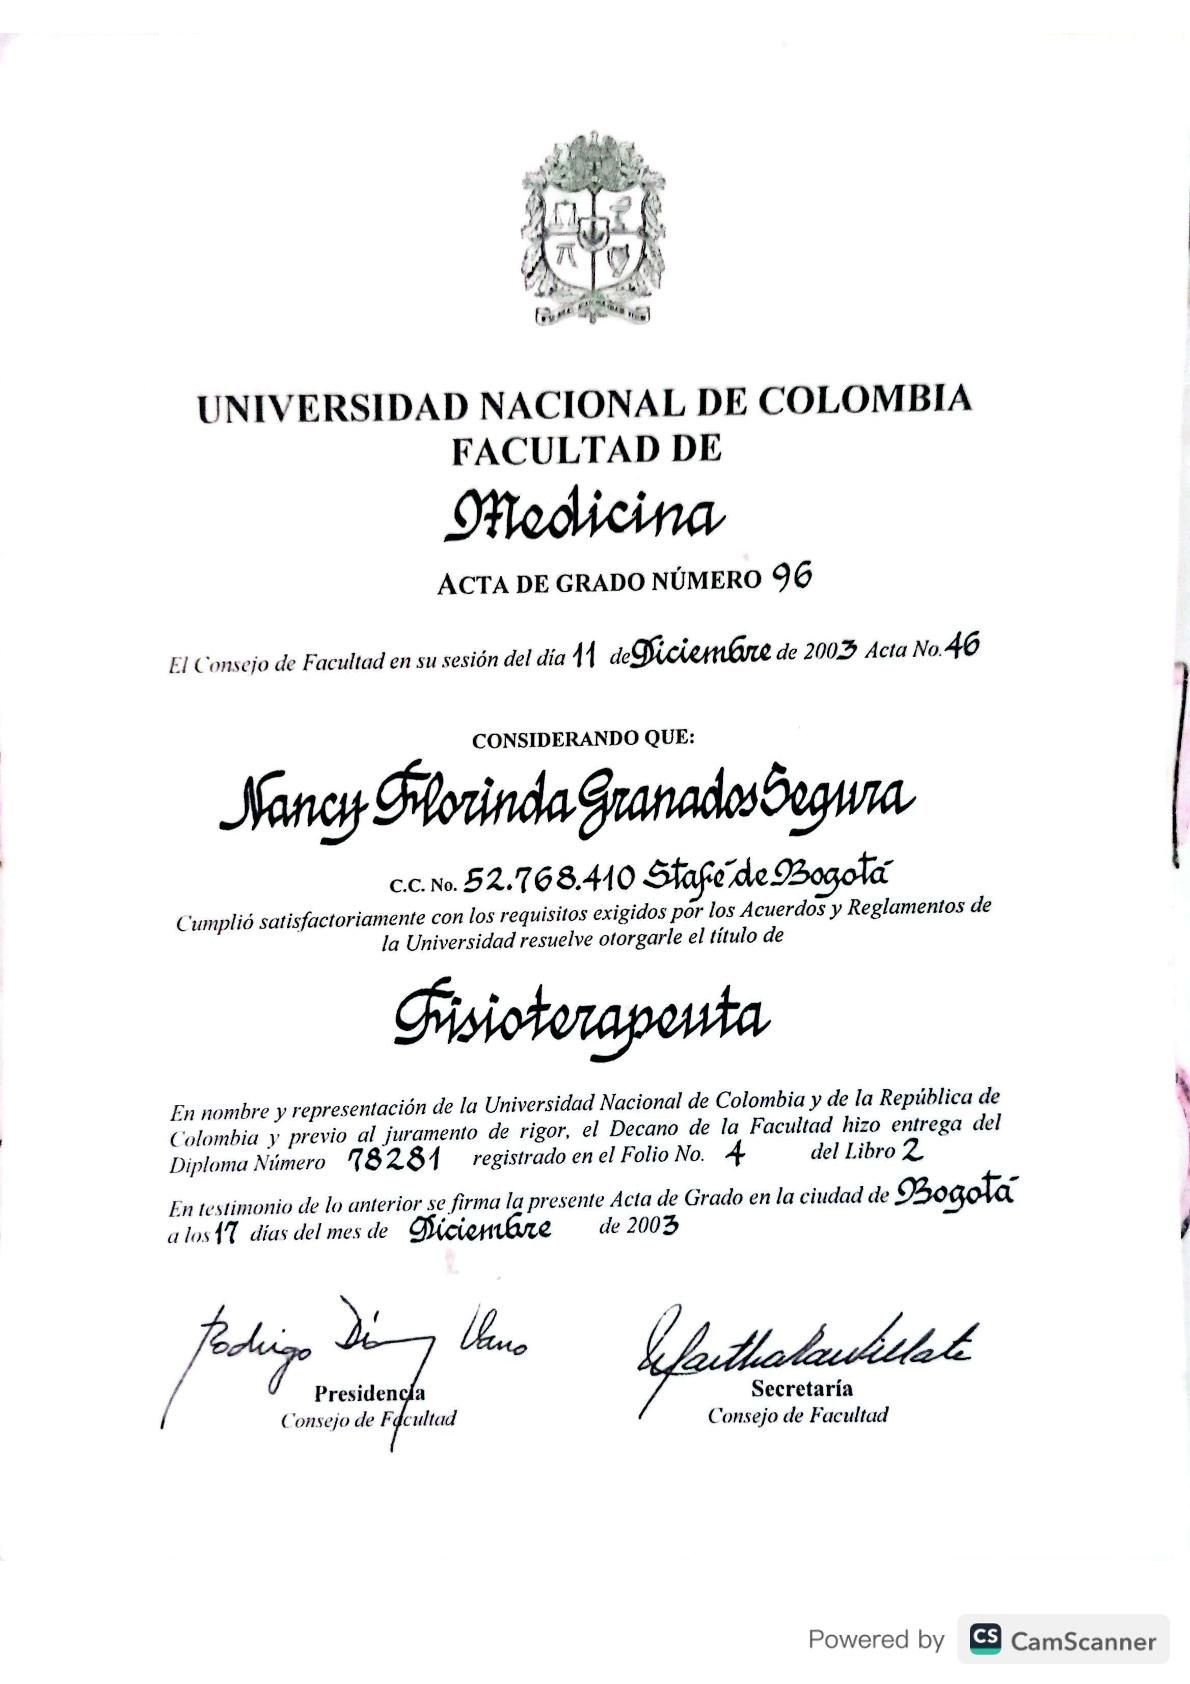 UNIVERSIDAD NACIONAL DE COLOMBIA
FACULTAD DE
Medicina
ACTA DE GRADO NÚMERO 96
El Consejo de Facultad en su sesión del día 11 de Diciembre de 2003 Acta No. 46
CONSIDERANDO QUE:
Nancy Florinda Granados Segura
C.C. No. 52.768.410 Stafé de Bogotá
Cumplió satisfactoriamente con los requisitos exigidos por los Acuerdos y Reglamentos de
la Universidad resuelve otorgarle el título de
Fisioterapeuta
En nombre y representación de la Universidad Nacional de Colombia y de la República de
Colombia y previo al juramento de rigor, el Decano de la Facultad hizo entrega del
Diploma Número 78281 registrado en el Folio No. 4 del Libro 2
En testimonio de lo anterior se firma la presente Acta de Grado en la ciudad de Bogotá
a los 17 días del mes de Diciembre de 2003
Rodrigo Díaz
Presidencia
Consejo de Facultad
Secretaría
Consejo de Facultad
Powered by CS CamScanner